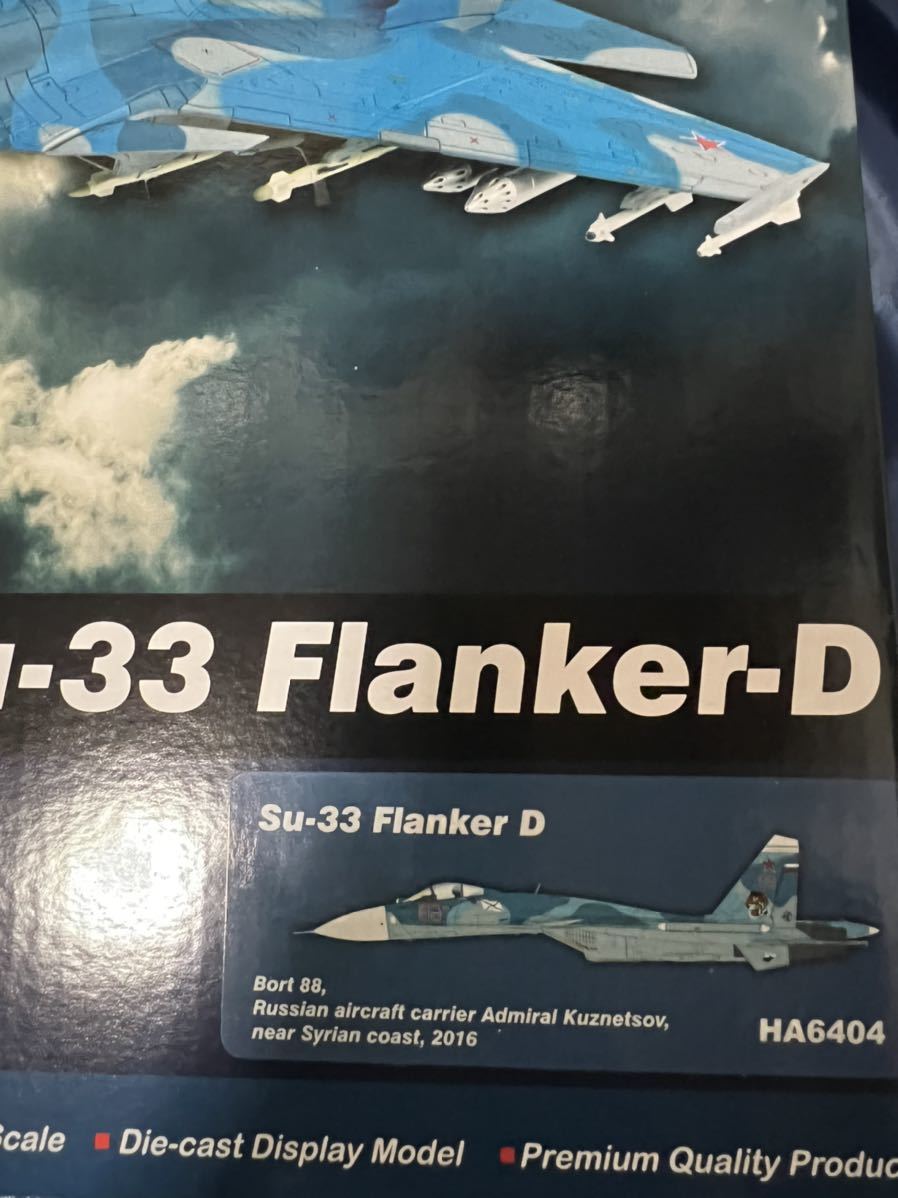 -33 Flanker-D
Su-33 Flanker D
Bort 88,
Russian aircraft carrier Admiral Kuznetsov,
near Syrian coast, 2016
HA6404
Scale ▪ Die-cast Display Model ▪ Premium Quality Produc